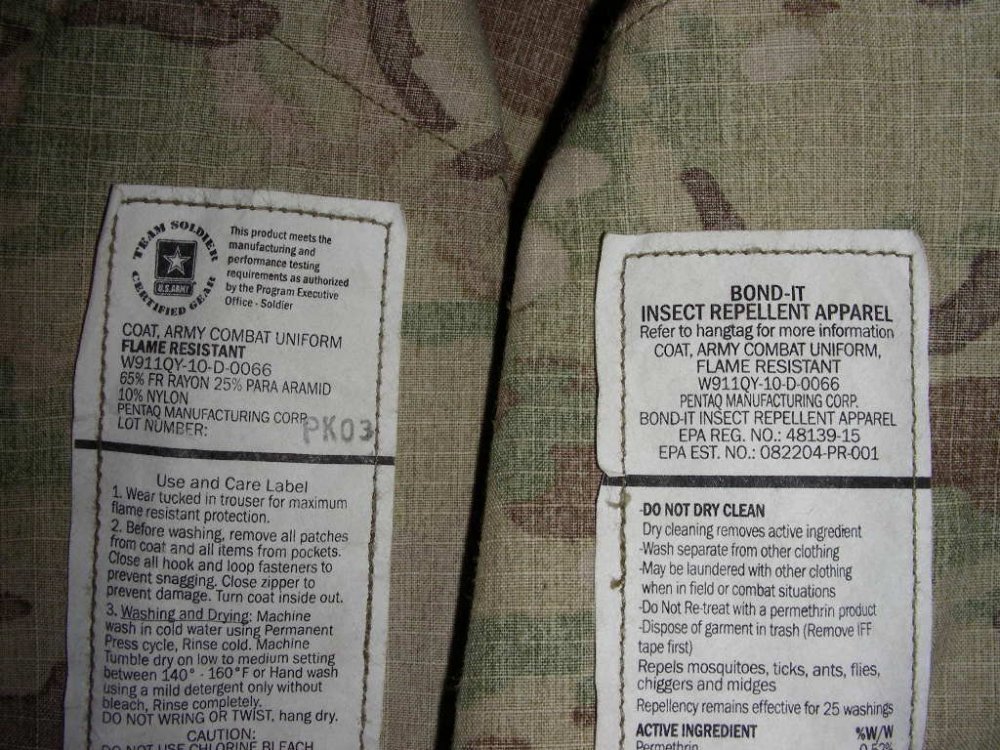 TEAM SOLDIER
U.S. ARMY
CERTIFIED GEAR
This product meets the
manufacturing and
performance testing
requirements as authorized
by the Program Executive
Office - Soldier
COAT, ARMY COMBAT UNIFORM
FLAME RESISTANT
W911QY-10-D-0066
65% FR RAYON 25% PARA ARAMID
10% NYLON
PENTAQ MANUFACTURING CORP
LOT NUMBER: PK03
Use and Care Label
1. Wear tucked in trouser for maximum
flame resistant protection.
2. Before washing, remove all patches
from coat and all items from pockets.
Close all hook and loop fasteners to
prevent snagging. Close zipper to
prevent damage. Turn coat inside out.
3. Washing and Drying: Machine
wash in cold water using Permanent
Press cycle, Rinse cold. Machine
Tumble dry on low to medium setting
between 140° - 160°F or Hand wash
using a mild detergent only without
bleach, Rinse completely.
DO NOT WRING OR TWIST, hang dry.
CAUTION:
DO NOT USE CHLORINE BLEACH
BOND-IT
INSECT REPELLENT APPAREL
Refer to hangtag for more information
COAT, ARMY COMBAT UNIFORM,
FLAME RESISTANT
W911QY-10-D-0066
PENTAQ MANUFACTURING CORP.
BOND-IT INSECT REPELLENT APPAREL
EPA REG. NO.: 48139-15
EPA EST. NO.: 082204-PR-001
-DO NOT DRY CLEAN
Dry cleaning removes active ingredient
-Wash separate from other clothing
-May be laundered with other clothing
when in field or combat situations
-Do Not Re-treat with a permethrin product
-Dispose of garment in trash (Remove IFF
tape first)
Repels mosquitoes, ticks, ants, flies,
chiggers and midges
Repellency remains effective for 25 washings
ACTIVE INGREDIENT %W/W
Permethrin 0.52%